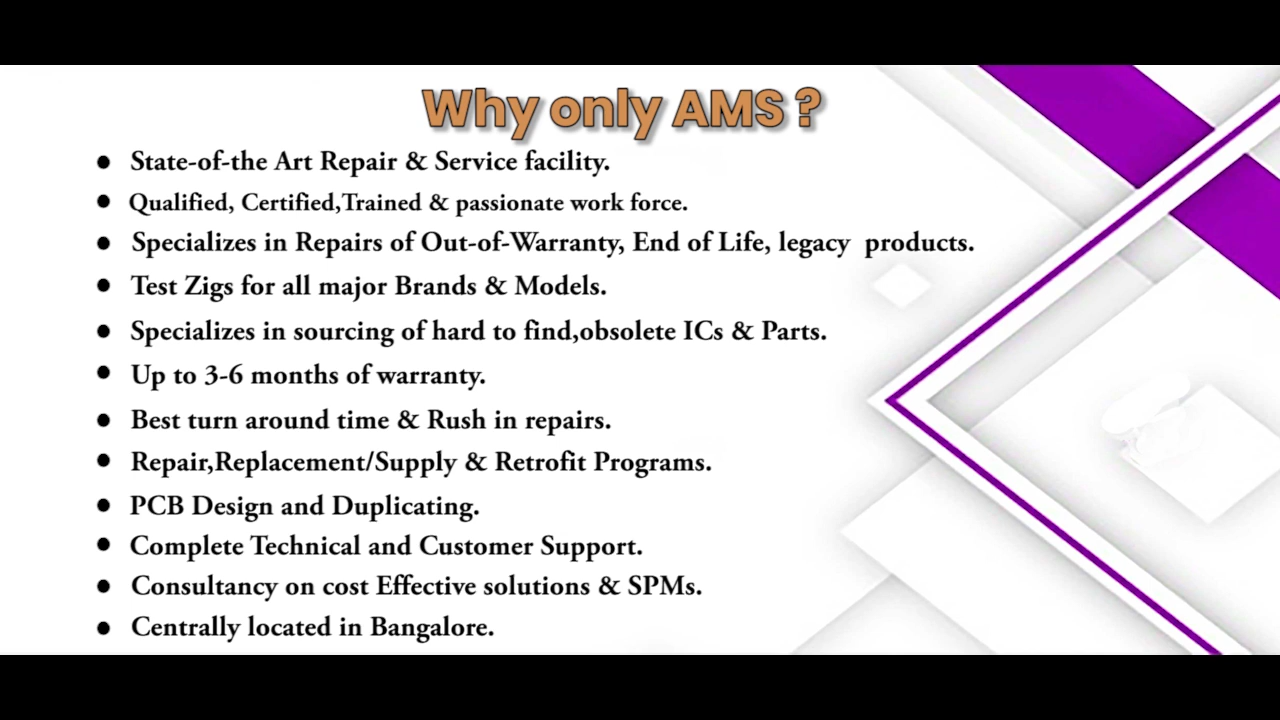 Why only AMS ?
● State-of-the Art Repair & Service facility.
● Qualified, Certified,Trained & passionate work force.
● Specializes in Repairs of Out-of-Warranty, End of Life, legacy  products.
● Test Zigs for all major Brands & Models.
● Specializes in sourcing of hard to find,obsolete ICs & Parts.
● Up to 3-6 months of warranty.
● Best turn around time & Rush in repairs.
● Repair,Replacement/Supply & Retrofit Programs.
● PCB Design and Duplicating.
● Complete Technical and Customer Support.
● Consultancy on cost Effective solutions & SPMs.
● Centrally located in Bangalore.